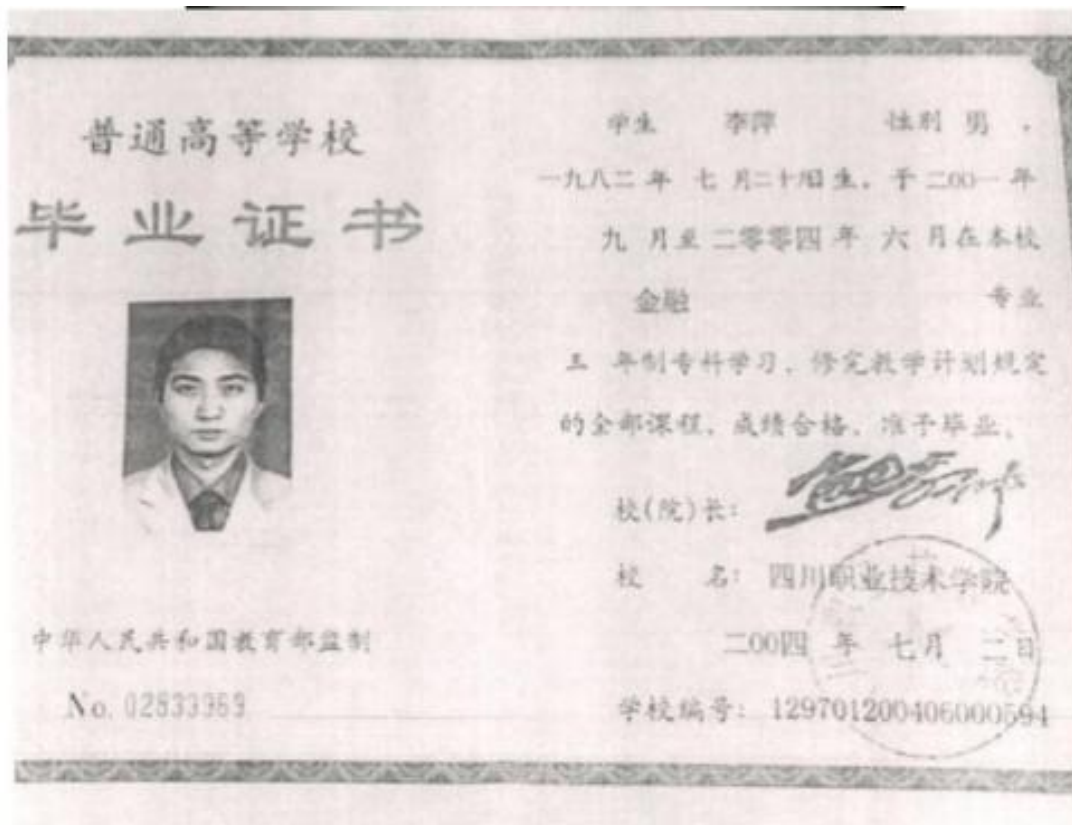 普通高等学校
毕业证书
中华人民共和国教育部监制
No. 02833969
学生 李萍 性别 男 ，
一九八二 年 七 月二十 日 生，于 二00一 年
九 月至 二零零四 年 六 月在本校
金融 专业
三 年制专科学习，修完教学计划规定
的全部课程，成绩合格，准予毕业。
校(院)长：
校 名： 四川职业技术学院
二00四 年 七月 二日
学校编号： 129701200406000594